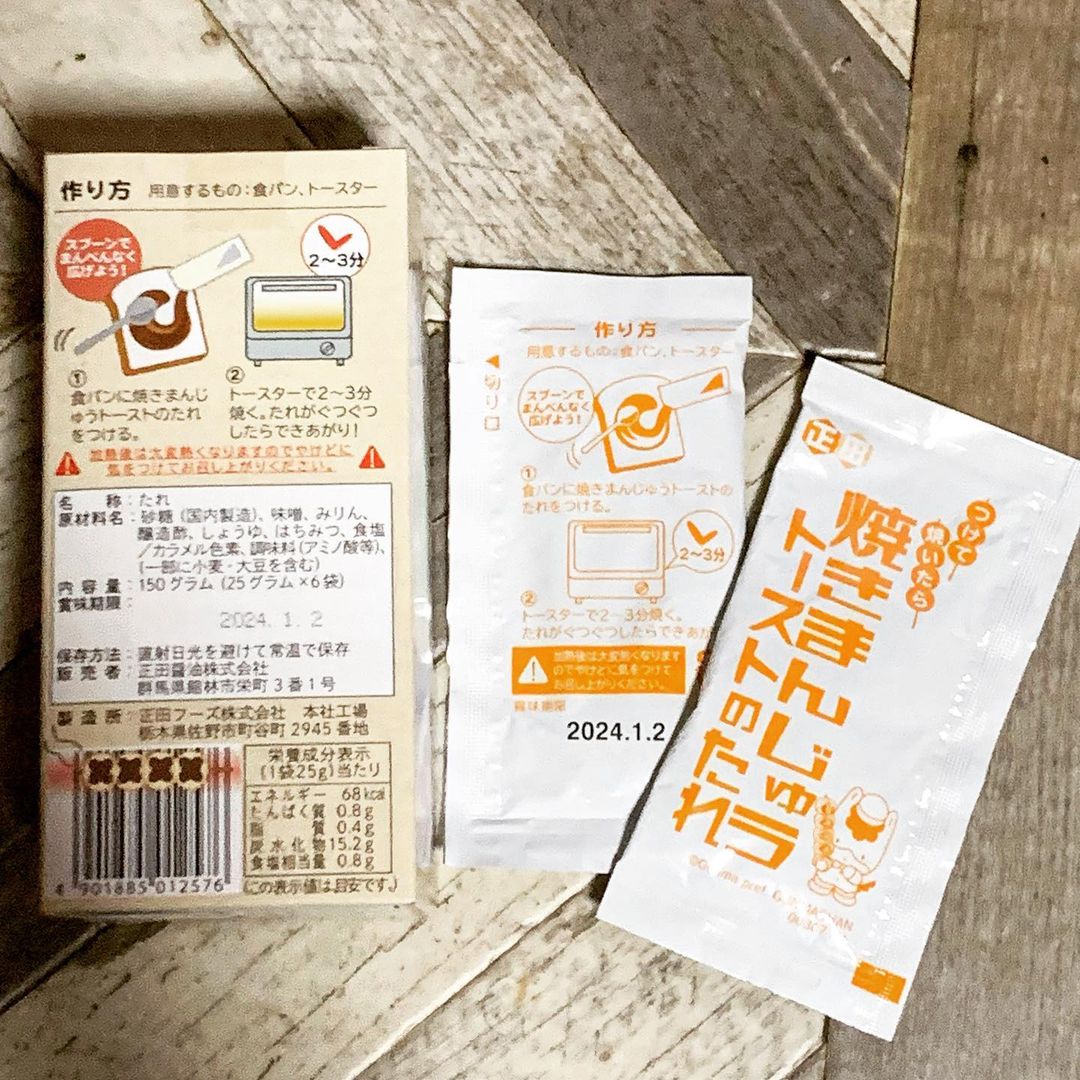 作り方 用意するもの:食パン、トースター
スプーンで
まんべんなく
広げよう!
2〜3分
①
食パンに焼きまんじ
ゅうトーストのたれ
をつける。
②
トースターで2〜3分
焼く。たれがぐつぐつ
したらできあがり!
加熱後は大変熱くなりますのでやけどに
気をつけてお召し上がりください。
名 称:たれ
原材料名:砂糖(国内製造)、味噌、みりん、
醸造酢、しょうゆ、はちみつ、食塩
/カラメル色素、調味料(アミノ酸等)、
(一部に小麦・大豆を含む)
内容量:150グラム(25グラム×6袋)
賞味期限:
2024.1.2
保存方法:直射日光を避けて常温で保存
販売者:正田醤油株式会社
群馬県館林市栄町3番1号
製造所:正田フーズ株式会社 本社工場
栃木県佐野市町谷町2945番地
栄養成分表示
(1袋25g)当たり
エネルギー 68kcal
たんぱく質 0.8g
脂質 0.4g
炭水化物 15.2g
食塩相当量 0.8g
(この表示値は目安です。)
4 901885 012576
作り方
用意するもの:食パン、トースター
切り口
スプーンで
まんべんなく
広げよう!
①
食パンに焼きまんじゅうトーストの
たれをつける。
2〜3分
②
トースターで2〜3分焼く。
たれがぐつぐつしたらできあが
加熱後は大変熱くなります
のでやけどに気をつけて
お召し上がりください。
賞味期限
2024.1.2
正田
つけて
焼いたら
焼きまんじゅう
トーストのたれ